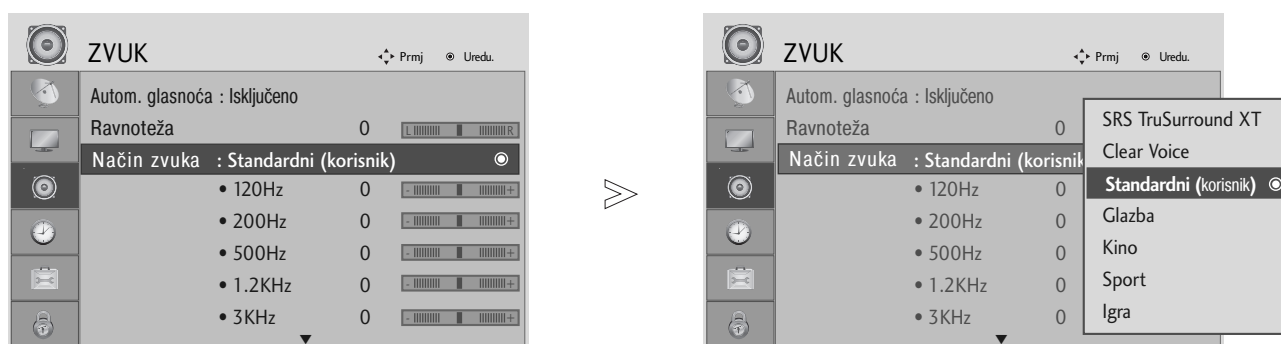 ZVUK
Prmj
Uredu.
Autom. glasnoća : Isključeno
Ravnoteža 0 L R
Način zvuka : Standardni (korisnik)
• 120Hz 0 - +
• 200Hz 0 - +
• 500Hz 0 - +
• 1.2KHz 0 - +
• 3KHz 0 - +
ZVUK
Prmj
Uredu.
Autom. glasnoća : Isključeno
Ravnoteža 0
Način zvuka : Standardni (korisnik
• 120Hz 0
• 200Hz 0
• 500Hz 0
• 1.2KHz 0
• 3KHz 0
SRS TruSurround XT
Clear Voice
Standardni (korisnik)
Glazba
Kino
Sport
Igra